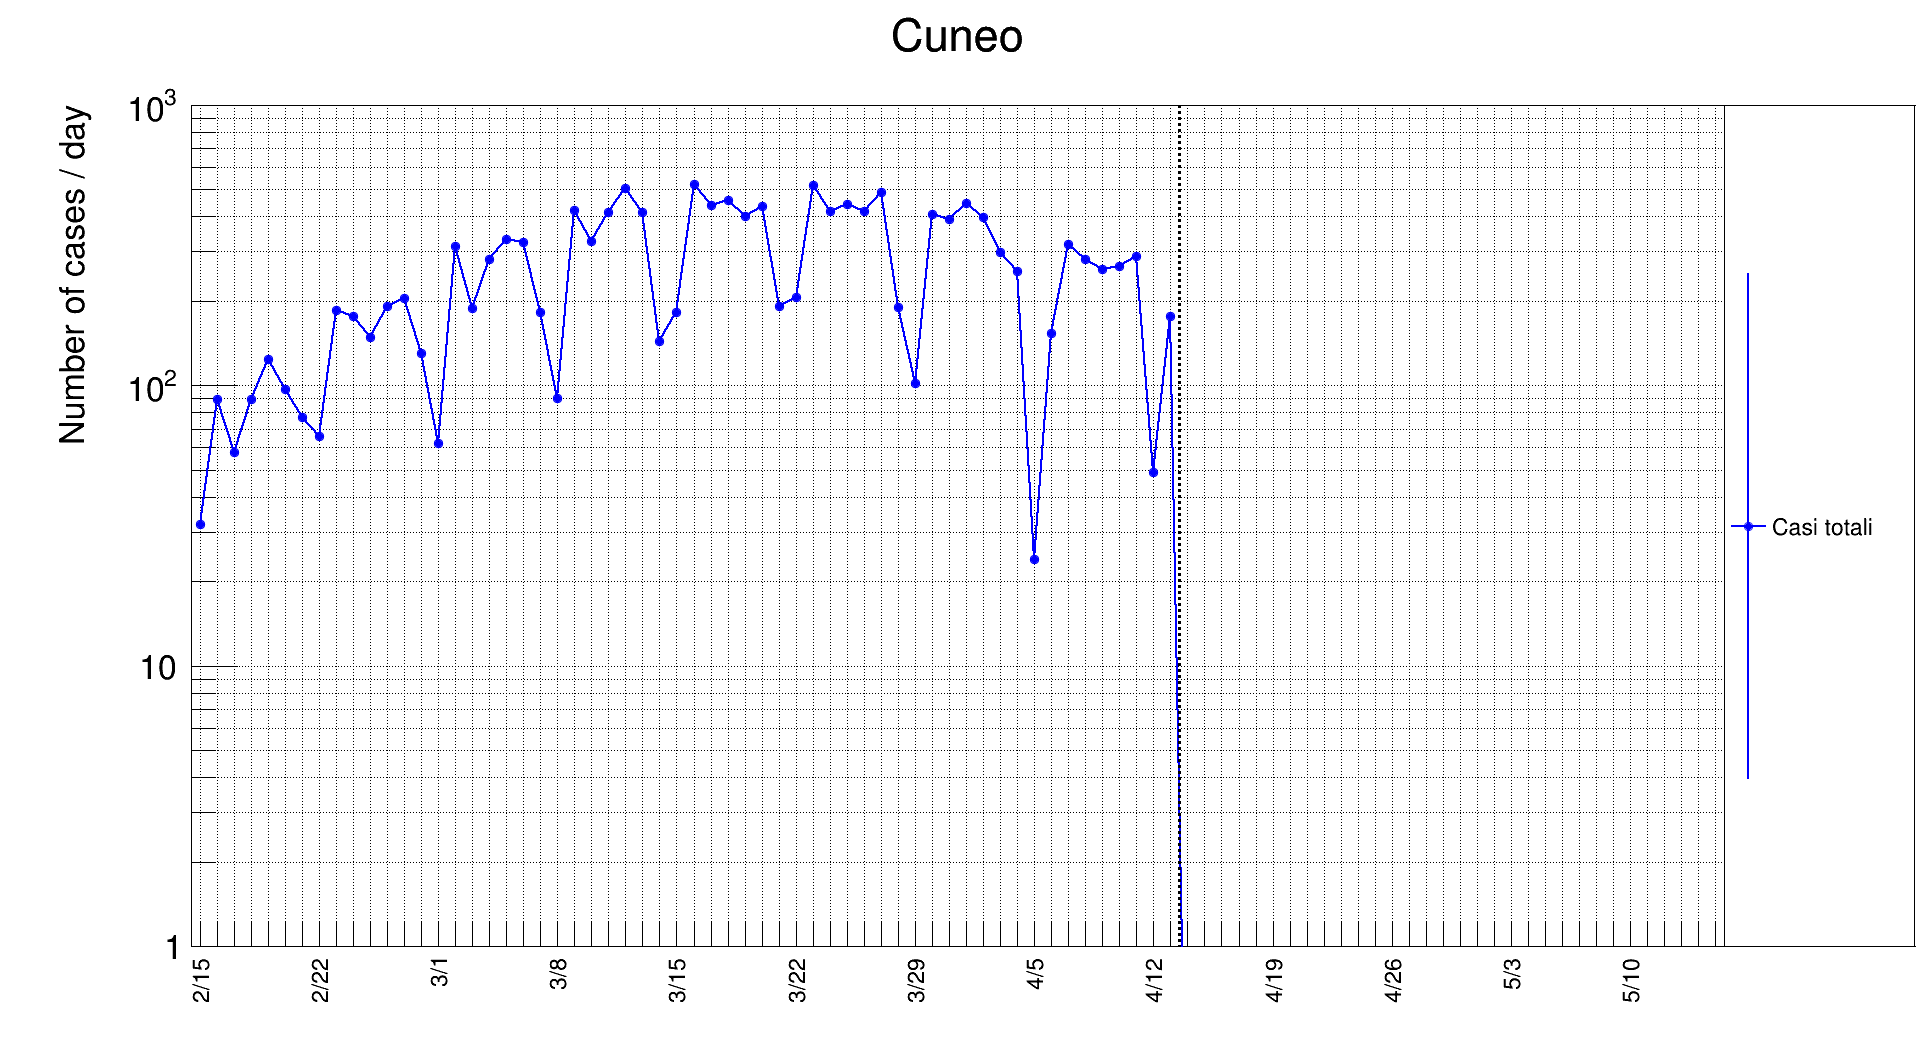 Cuneo
Number of cases / day
10³
10²
10
1
2/15 2/22 3/1 3/8 3/15 3/22 3/29 4/5 4/12 4/19 4/26 5/3 5/10
Casi totali